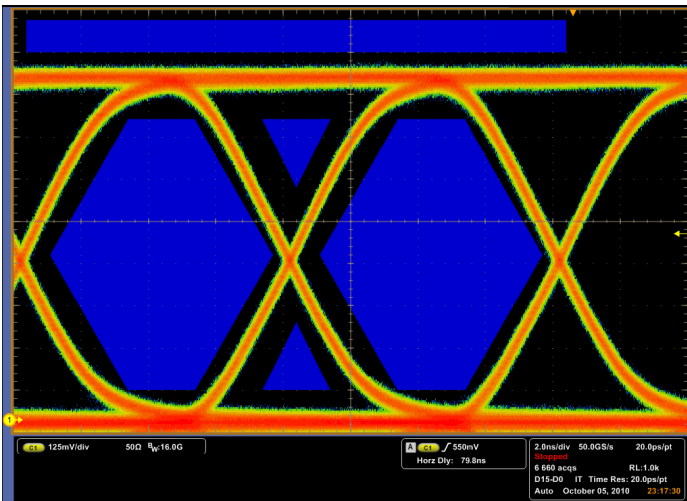 1
C1 125mV/div 50Ω BW:16.0G
A C1 ∫ 550mV
Horz Dly: 79.8ns
2.0ns/div 50.0GS/s 20.0ps/pt
Stopped
6 660 acqs RL:1.0k
D15-D0 IT Time Res: 20.0ps/pt
Auto October 05, 2010 23:17:30